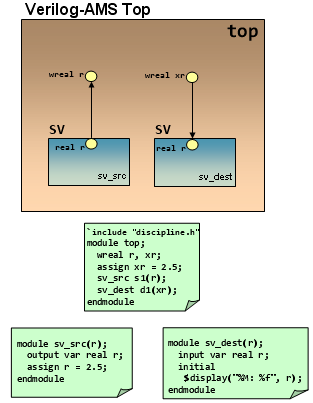 Verilog-AMS Top
top
wreal r
wreal xr
SV
SV
real r
real r
sv_src
sv_dest
`include "discipline.h"
module top;
wreal r, xr;
assign xr = 2.5;
sv_src s1(r);
sv_dest d1(xr);
endmodule
module sv_src(r);
output var real r;
assign r = 2.5;
endmodule
module sv_dest(r);
input var real r;
initial
$display("%M: %f", r);
endmodule